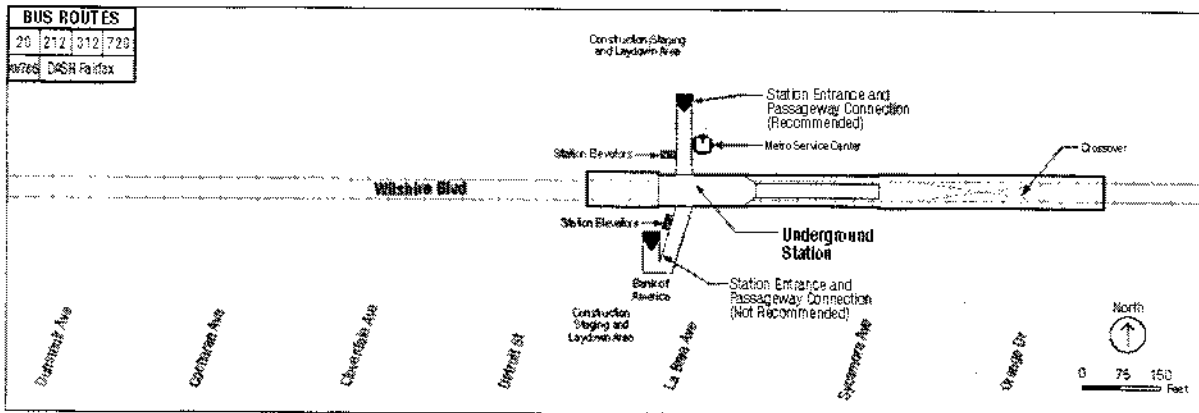 BUS ROUTES
20 212 312 720
DASH Fairfax
Construction Staging
and Laydown Area
Station Entrance and
Passageway Connection
(Recommended)
Metro Service Center
Station Elevators
Crossover
Wilshire Blvd
Station Elevators
Underground
Station
Bank of
America
Station Entrance and
Passageway Connection
(Not Recommended)
Construction
Staging and
Laydown Area
North
0 75 150
Feet
Dunsmuir Ave
Cochran Ave
Cloverdale Ave
Detroit St
La Brea Ave
Sycamore Ave
Orange Dr